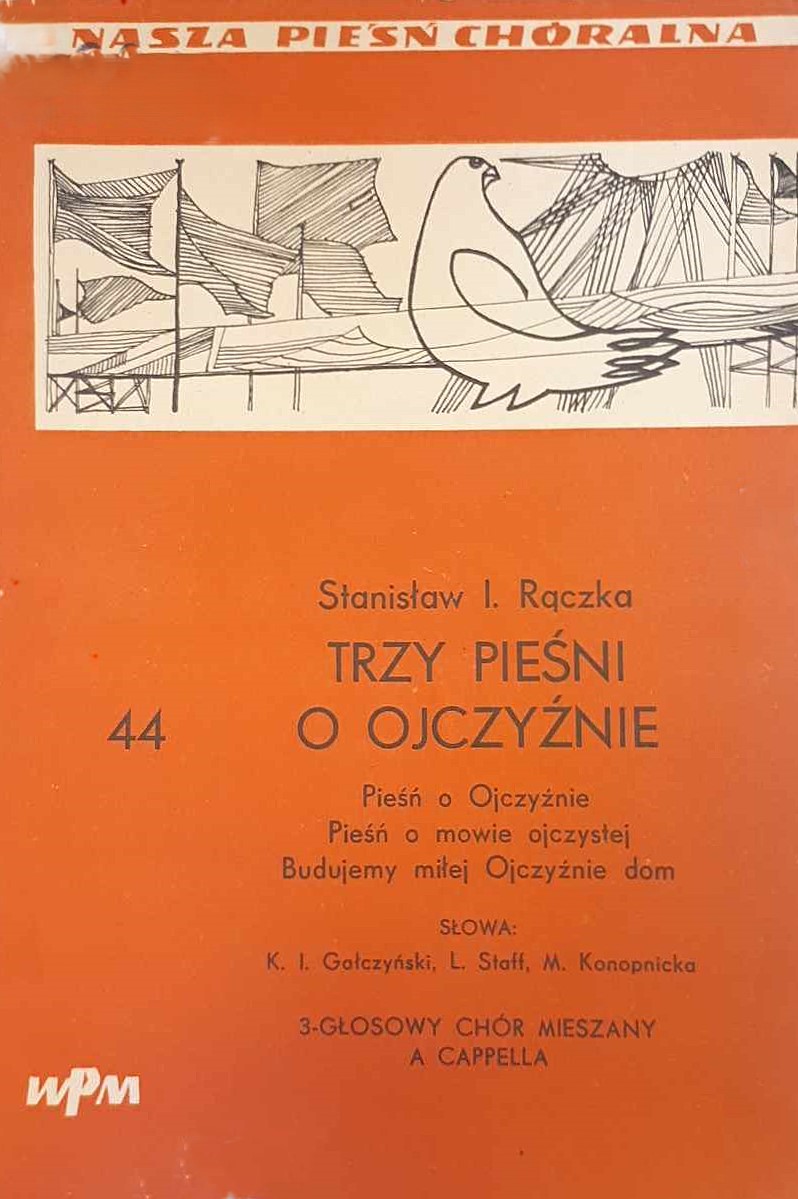 NASZA PIEŚŃ CHÓRALNA
Stanisław I. Rączka
TRZY PIEŚNI
44
O OJCZYŹNIE
Pieśń o Ojczyźnie
Pieśń o mowie ojczystej
Budujemy miłej Ojczyźnie dom
SŁOWA:
K. I. Gałczyński, L. Staff, M. Konopnicka
3-GŁOSOWY CHÓR MIESZANY
A CAPPELLA
WPM